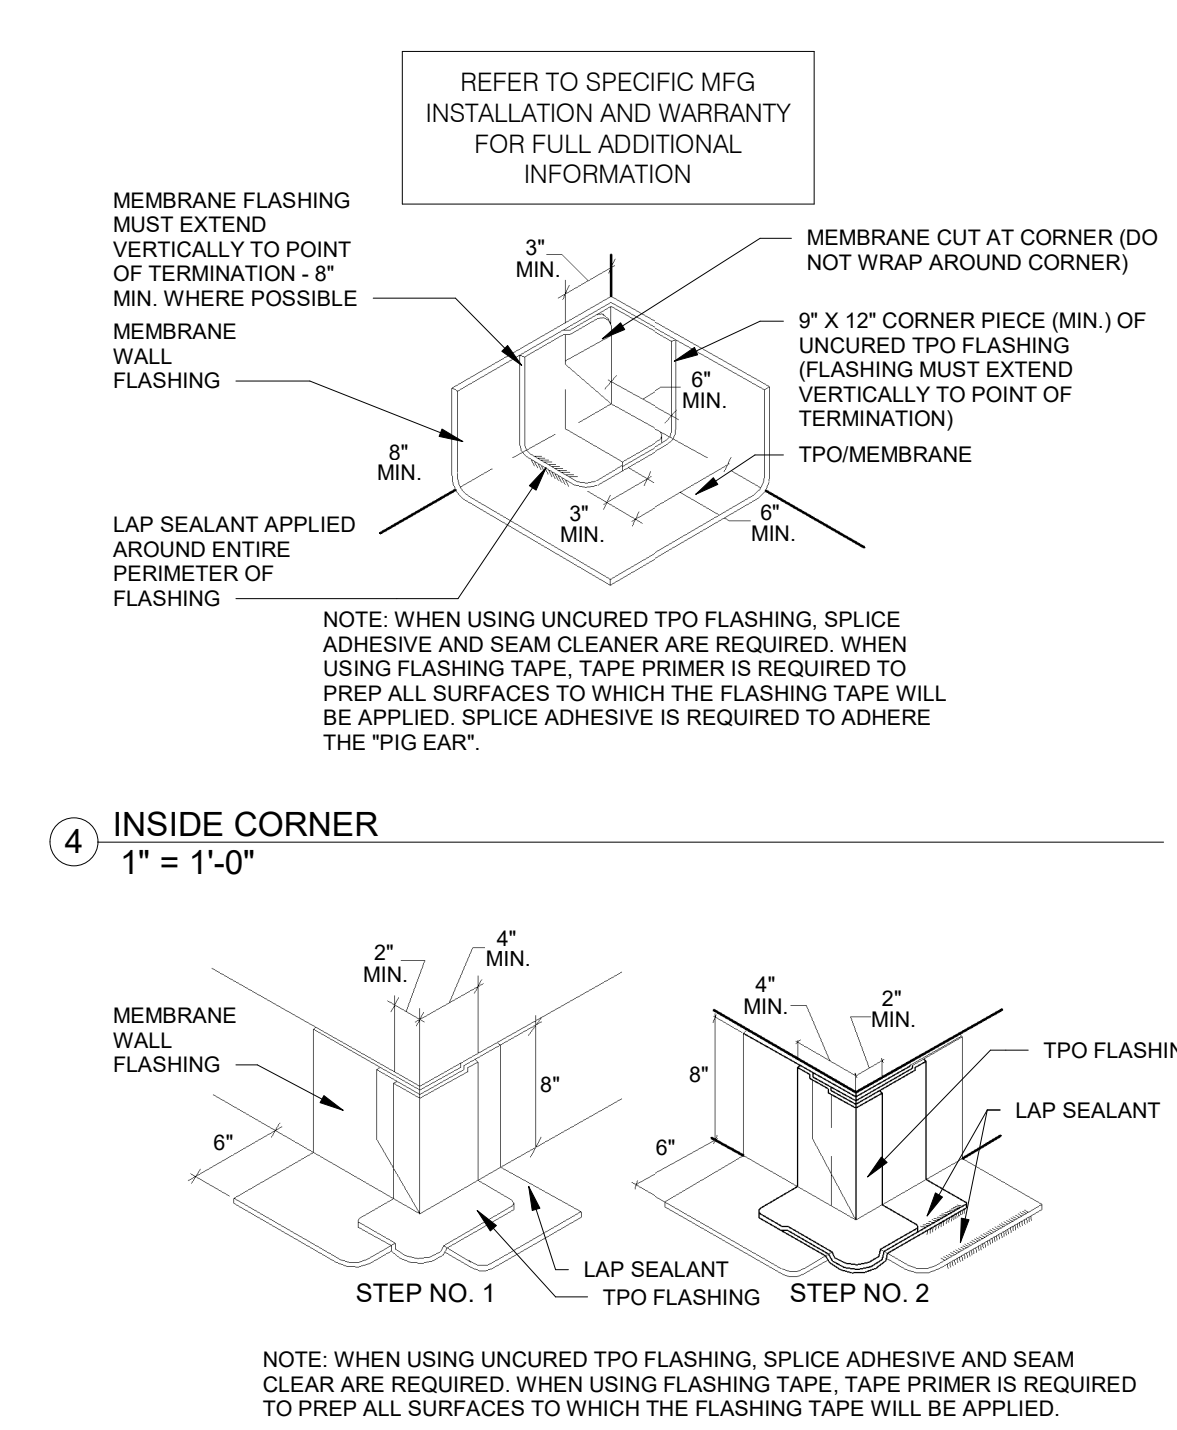 REFER TO SPECIFIC MFG
INSTALLATION AND WARRANTY
FOR FULL ADDITIONAL
INFORMATION
MEMBRANE FLASHING
MUST EXTEND
VERTICALLY TO POINT
OF TERMINATION - 8"
MIN. WHERE POSSIBLE
MEMBRANE
WALL
FLASHING
3"
MIN.
MEMBRANE CUT AT CORNER (DO
NOT WRAP AROUND CORNER)
9" X 12" CORNER PIECE (MIN.) OF
UNCURED TPO FLASHING
(FLASHING MUST EXTEND
VERTICALLY TO POINT OF
TERMINATION)
6"
MIN.
8"
MIN.
TPO/MEMBRANE
3"
MIN.
6"
MIN.
LAP SEALANT APPLIED
AROUND ENTIRE
PERIMETER OF
FLASHING
NOTE: WHEN USING UNCURED TPO FLASHING, SPLICE
ADHESIVE AND SEAM CLEANER ARE REQUIRED. WHEN
USING FLASHING TAPE, TAPE PRIMER IS REQUIRED TO
PREP ALL SURFACES TO WHICH THE FLASHING TAPE WILL
BE APPLIED. SPLICE ADHESIVE IS REQUIRED TO ADHERE
THE "PIG EAR".
4
INSIDE CORNER
1" = 1'-0"
2"
MIN.
4"
MIN.
MEMBRANE
WALL
FLASHING
8"
6"
LAP SEALANT
TPO FLASHING
STEP NO. 1
4"
MIN.
2"
MIN.
8"
6"
TPO FLASHIN
LAP SEALANT
STEP NO. 2
NOTE: WHEN USING UNCURED TPO FLASHING, SPLICE ADHESIVE AND SEAM
CLEAR ARE REQUIRED. WHEN USING FLASHING TAPE, TAPE PRIMER IS REQUIRED
TO PREP ALL SURFACES TO WHICH THE FLASHING TAPE WILL BE APPLIED.